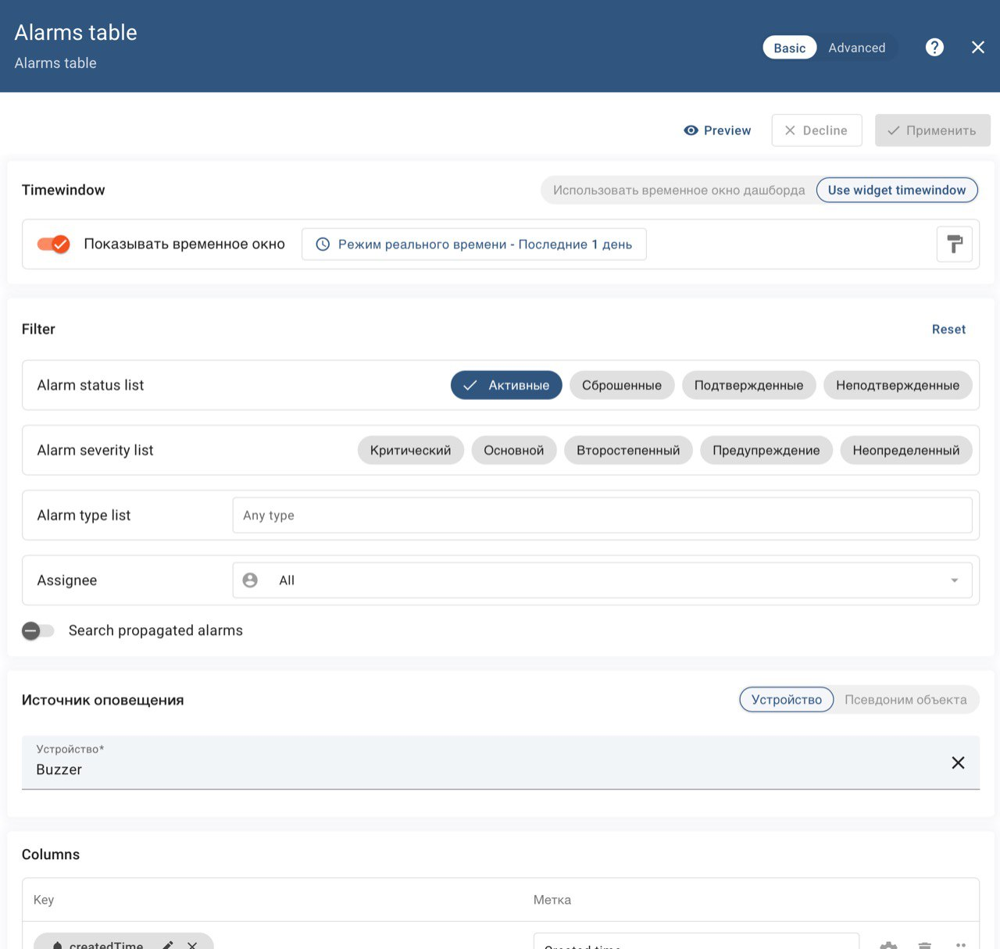 Alarms table
Alarms table
Basic Advanced
Preview Decline Применить
Timewindow Использовать временное окно дашборда Use widget timewindow
Показывать временное окно Режим реального времени - Последние 1 день
Filter Reset
Alarm status list Активные Сброшенные Подтвержденные Неподтвержденные
Alarm severity list Критический Основной Второстепенный Предупреждение Неопределенный
Alarm type list Any type
Assignee All
Search propagated alarms
Источник оповещения Устройство Псевдоним объекта
Устройство*
Buzzer
Columns
Key Метка
createdTime Created time